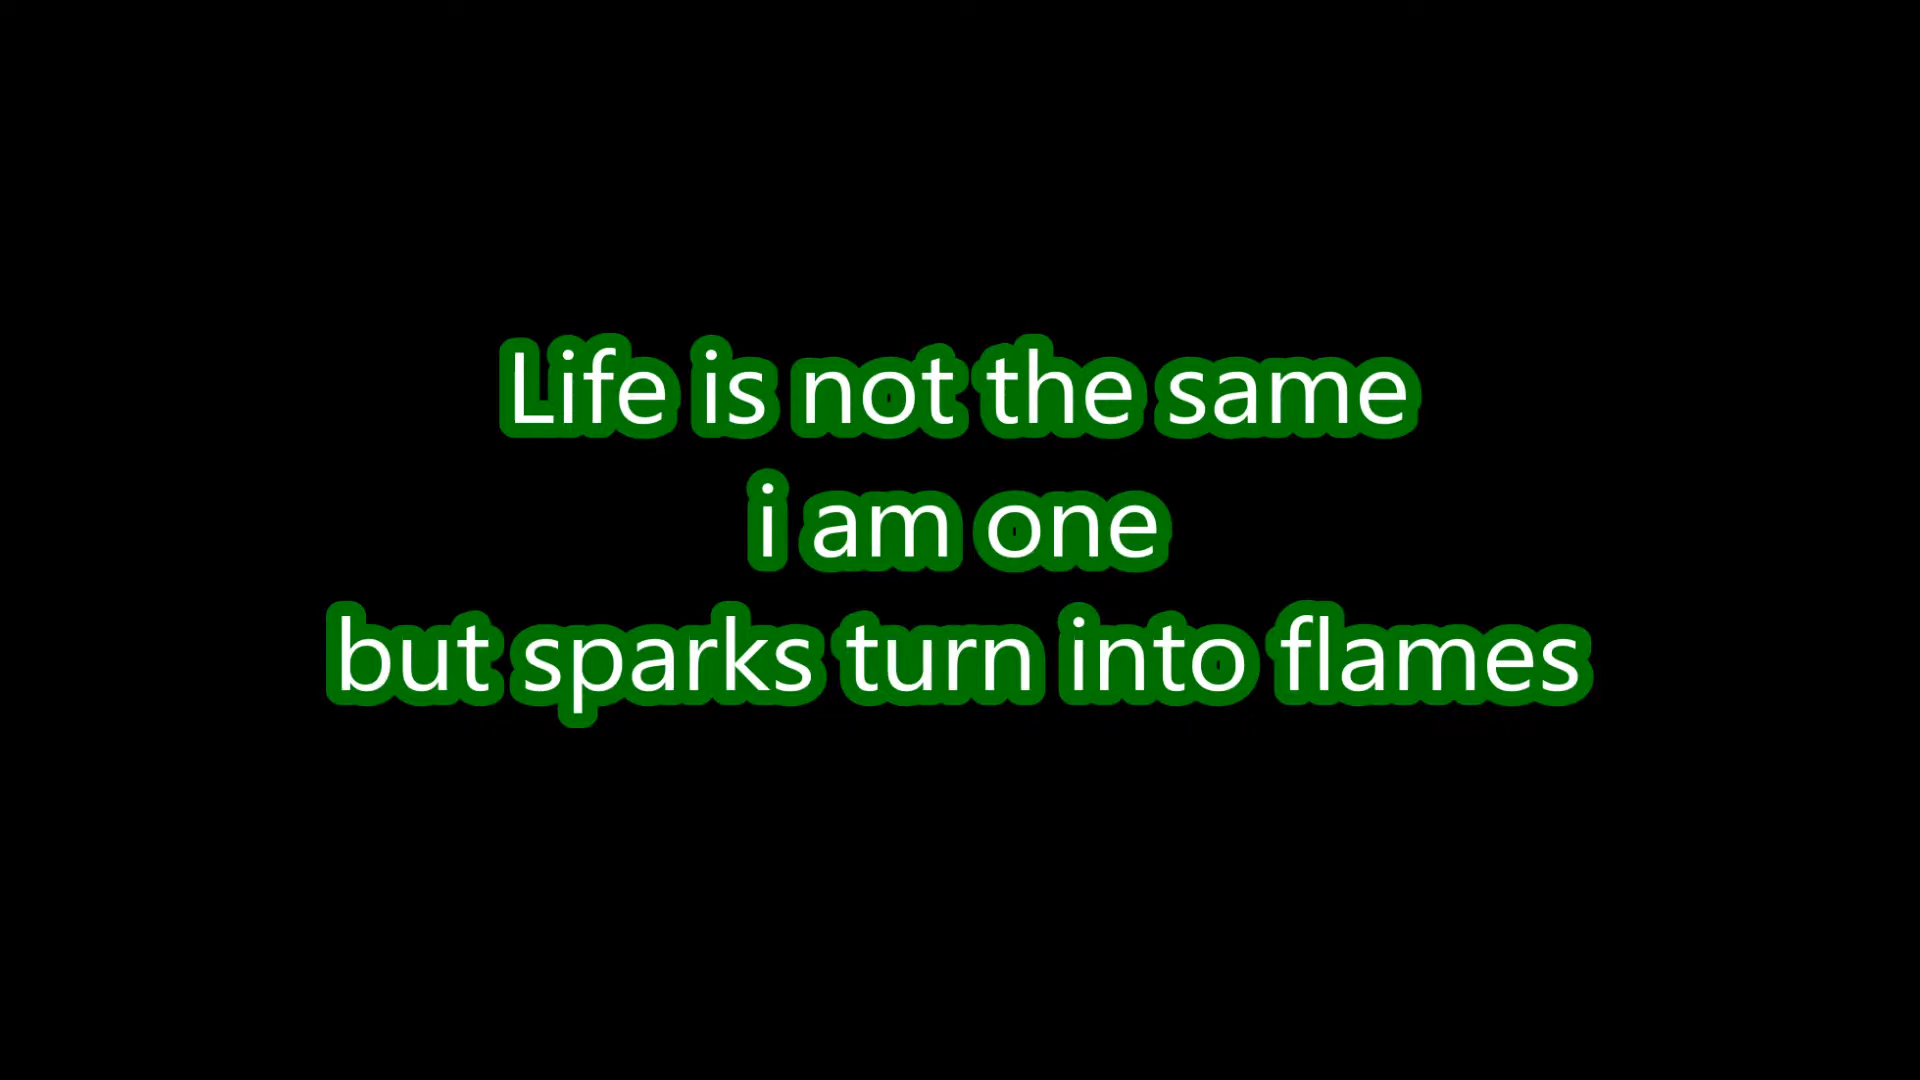 Life is not the same
i am one
but sparks turn into flames